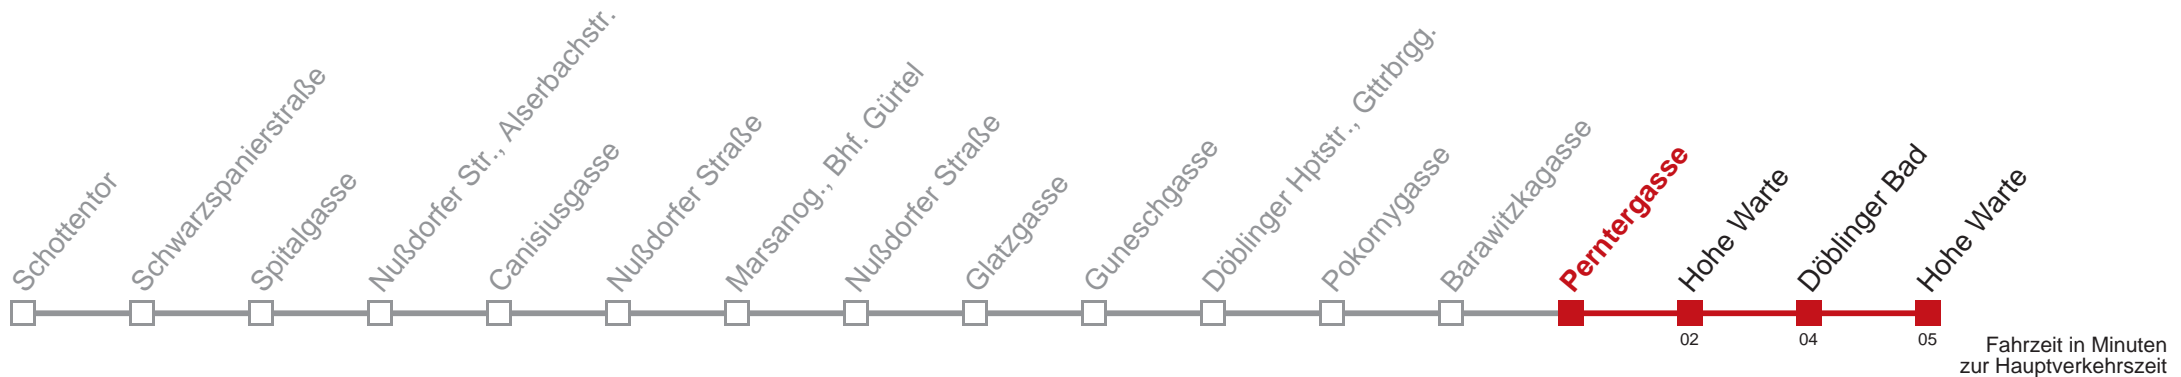 Schottentor
Schwarzspanierstraße
Spitalgasse
Nußdorfer Str., Alserbachstr.
Canisiusgasse
Nußdorfer Straße
Marsanog., Bhf. Gürtel
Nußdorfer Straße
Glatzgasse
Guneschgasse
Döblinger Hptstr., Gttrbrgg.
Pokornygasse
Barawitzkagasse
Perntergasse
Hohe Warte
Döblinger Bad
Hohe Warte
02
04
05
Fahrzeit in Minuten
zur Hauptverkehrszeit